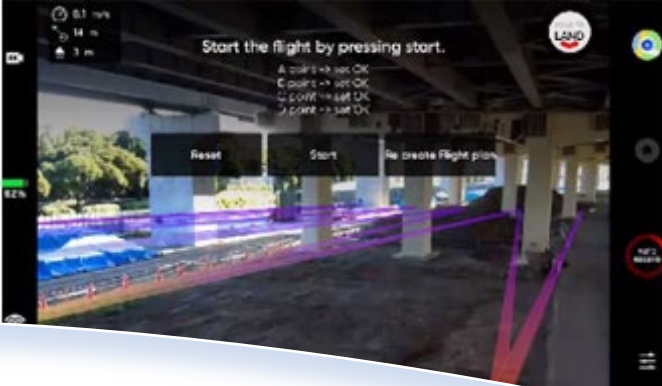 0.1 m/s
14 m
3 m
LAND
Start the flight by pressing start.
A point => set OK
point => set OK
point => set OK
D point => set OK
Reset
Start
Re create Flight plan
62%